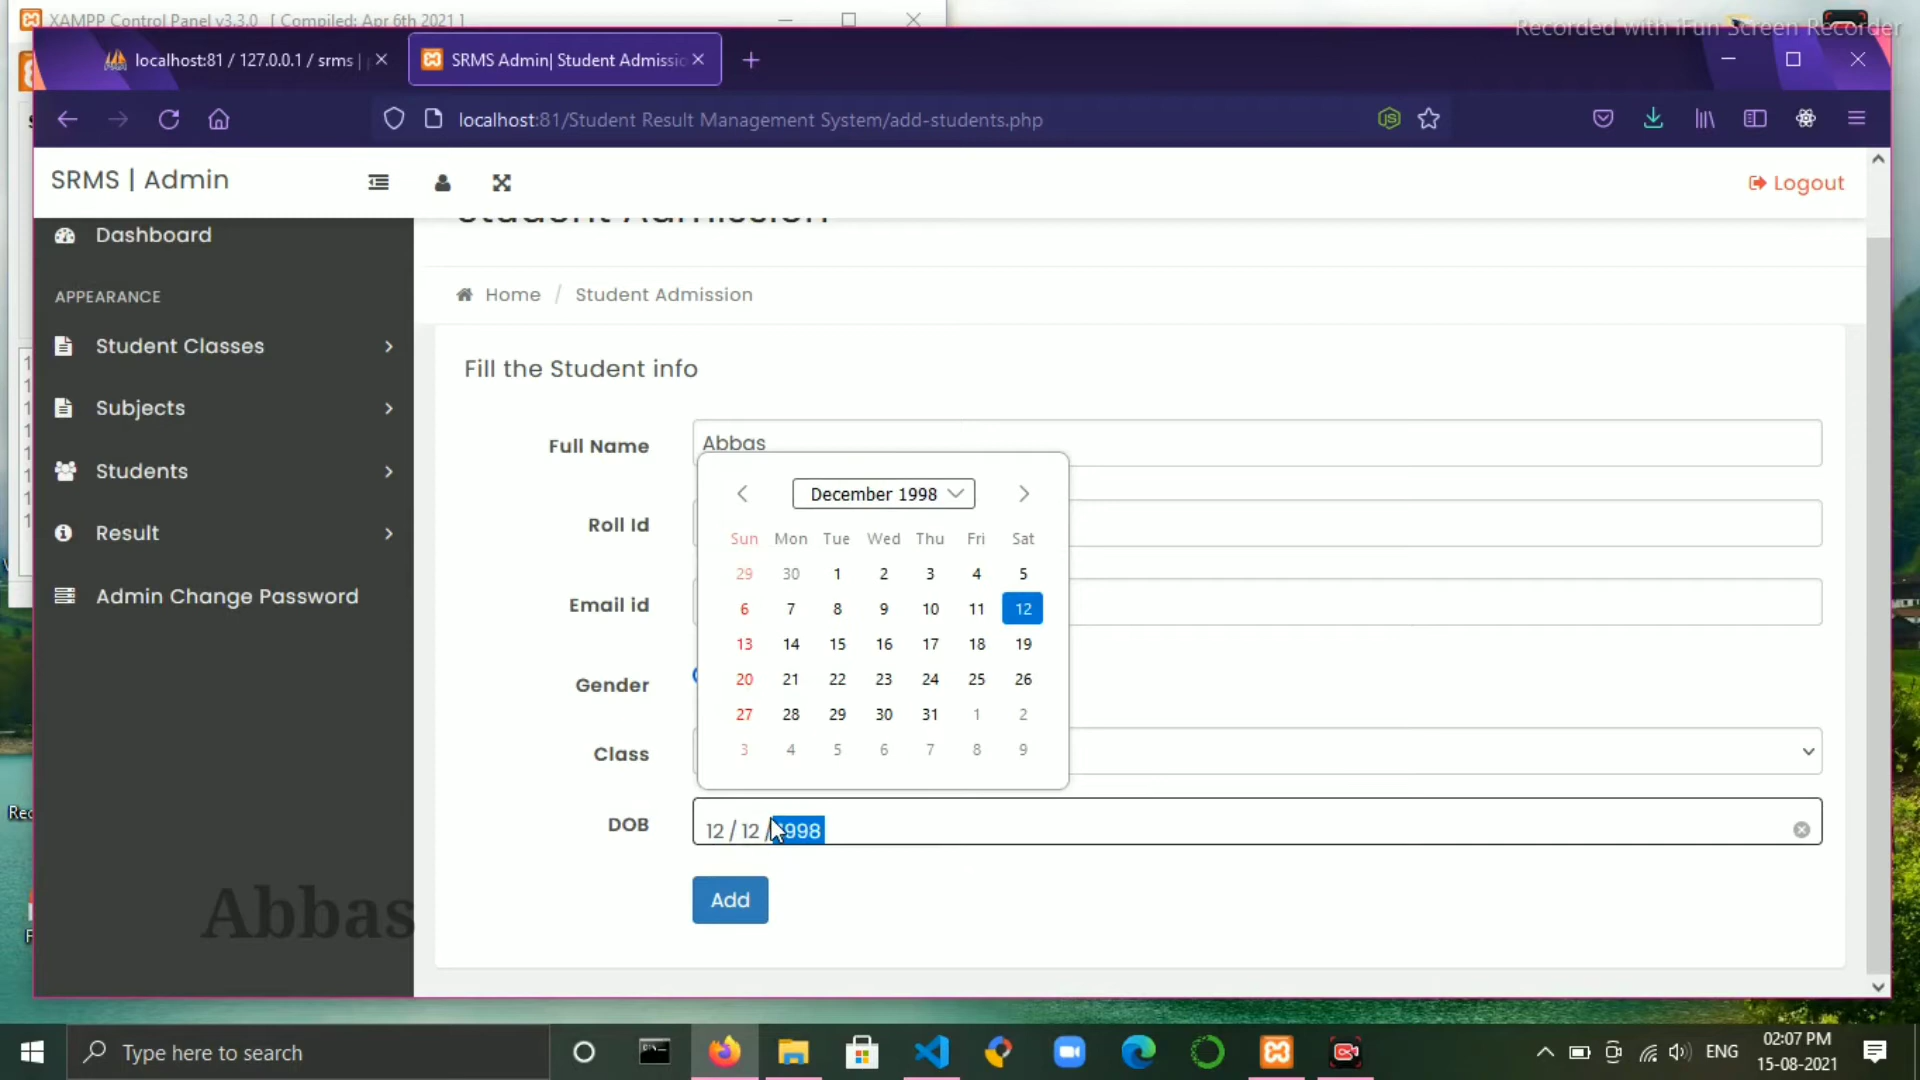 XAMPP Control Panel v3.3.0 [ Compiled: Apr 6th 2021 ]
Recorded with iFun Screen Recorder
localhost:81 / 127.0.0.1 / srms |
SRMS Admin| Student Admissio
localhost:81/Student Result Management System/add-students.php
SRMS | Admin
Logout
Student Admission
Dashboard
APPEARANCE
Student Classes
Subjects
Students
Result
Admin Change Password
Home / Student Admission
Fill the Student info
Full Name
Abbas
Roll Id
Email id
Gender
Class
DOB
12 / 12 / 1998
December 1998
Sun Mon Tue Wed Thu Fri Sat
29 30 1 2 3 4 5
6 7 8 9 10 11 12
13 14 15 16 17 18 19
20 21 22 23 24 25 26
27 28 29 30 31 1 2
3 4 5 6 7 8 9
Add
Abbas
Type here to search
ENG
02:07 PM
15-08-2021